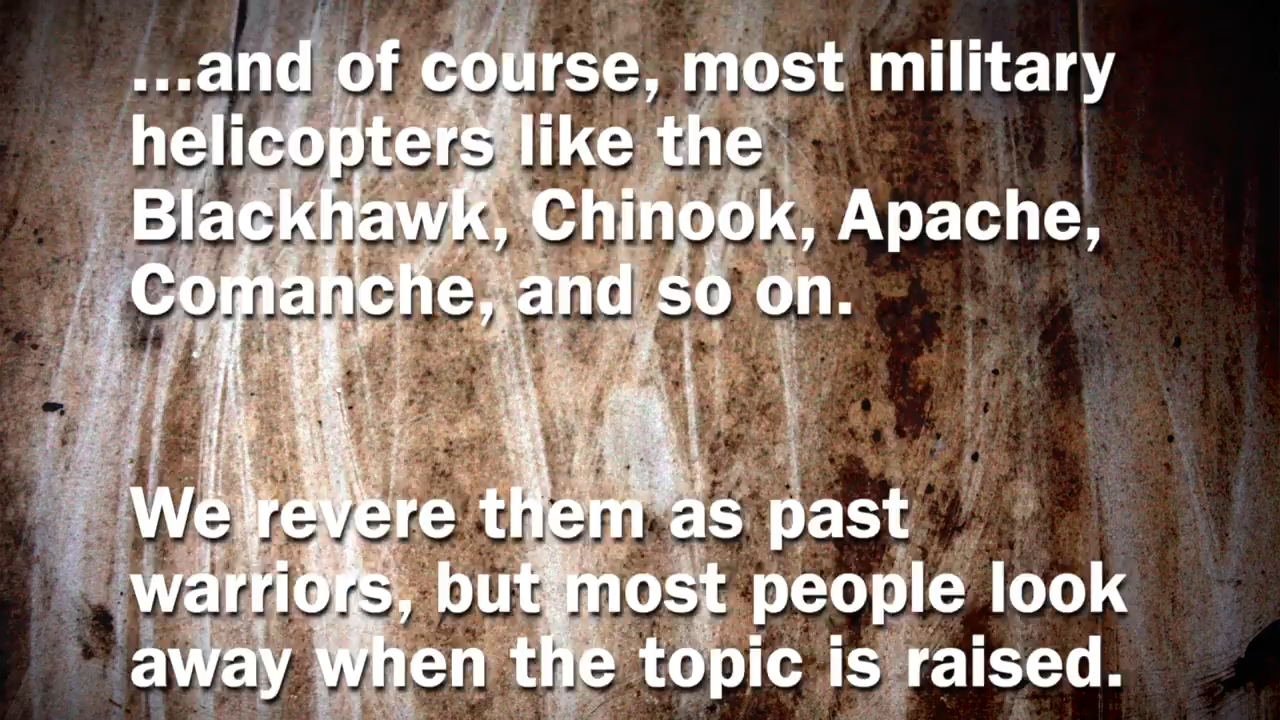 ...and of course, most military
helicopters like the
Blackhawk, Chinook, Apache,
Comanche, and so on.
We revere them as past
warriors, but most people look
away when the topic is raised.